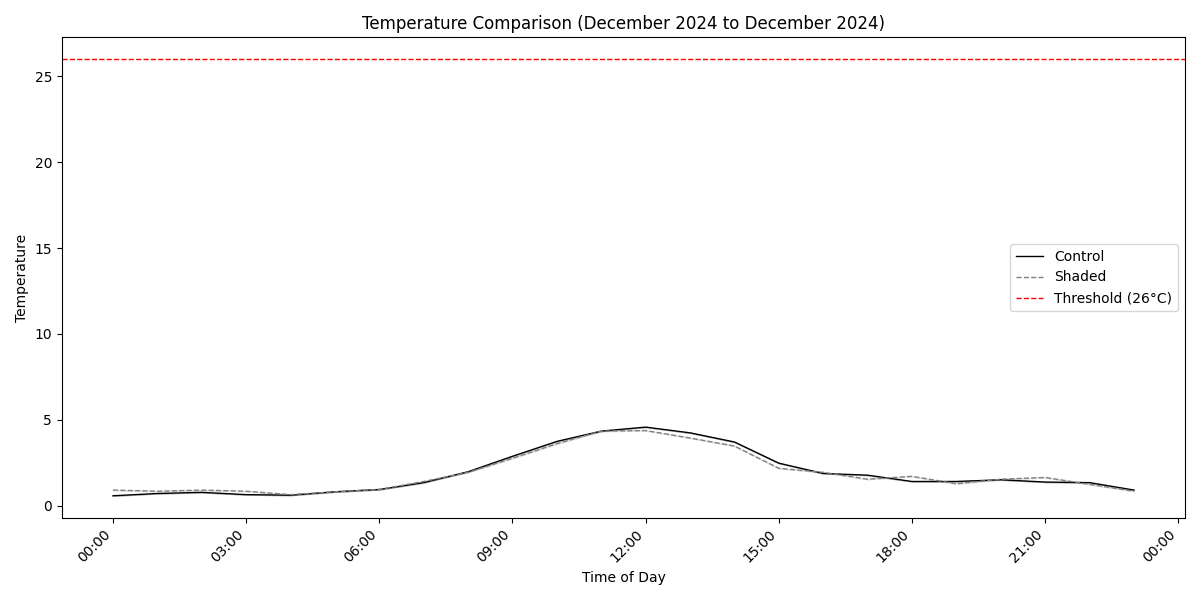 Temperature Comparison (December 2024 to December 2024)
Temperature
25
20
15
10
5
0
Control
Shaded
Threshold (26°C)
00:00
03:00
06:00
09:00
12:00
15:00
18:00
21:00
00:00
Time of Day